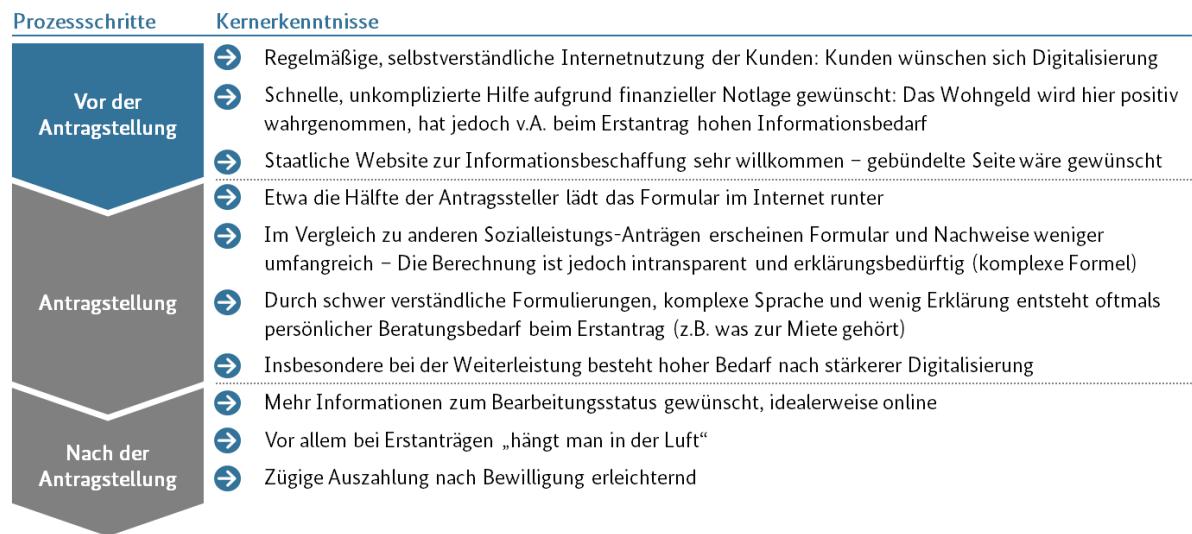 Prozessschritte
Kernerkenntnisse
Vor der
Antragstellung
Regelmäßige, selbstverständliche Internetnutzung der Kunden: Kunden wünschen sich Digitalisierung
Schnelle, unkomplizierte Hilfe aufgrund finanzieller Notlage gewünscht: Das Wohngeld wird hier positiv
wahrgenommen, hat jedoch v.A. beim Erstantrag hohen Informationsbedarf
Staatliche Website zur Informationsbeschaffung sehr willkommen – gebündelte Seite wäre gewünscht
Antragstellung
Etwa die Hälfte der Antragssteller lädt das Formular im Internet runter
Im Vergleich zu anderen Sozialleistungs-Anträgen erscheinen Formular und Nachweise weniger
umfangreich – Die Berechnung ist jedoch intransparent und erklärungsbedürftig (komplexe Formel)
Durch schwer verständliche Formulierungen, komplexe Sprache und wenig Erklärung entsteht oftmals
persönlicher Beratungsbedarf beim Erstantrag (z.B. was zur Miete gehört)
Insbesondere bei der Weiterleistung besteht hoher Bedarf nach stärkerer Digitalisierung
Nach der
Antragstellung
Mehr Informationen zum Bearbeitungsstatus gewünscht, idealerweise online
Vor allem bei Erstanträgen „hängt man in der Luft“
Zügige Auszahlung nach Bewilligung erleichternd